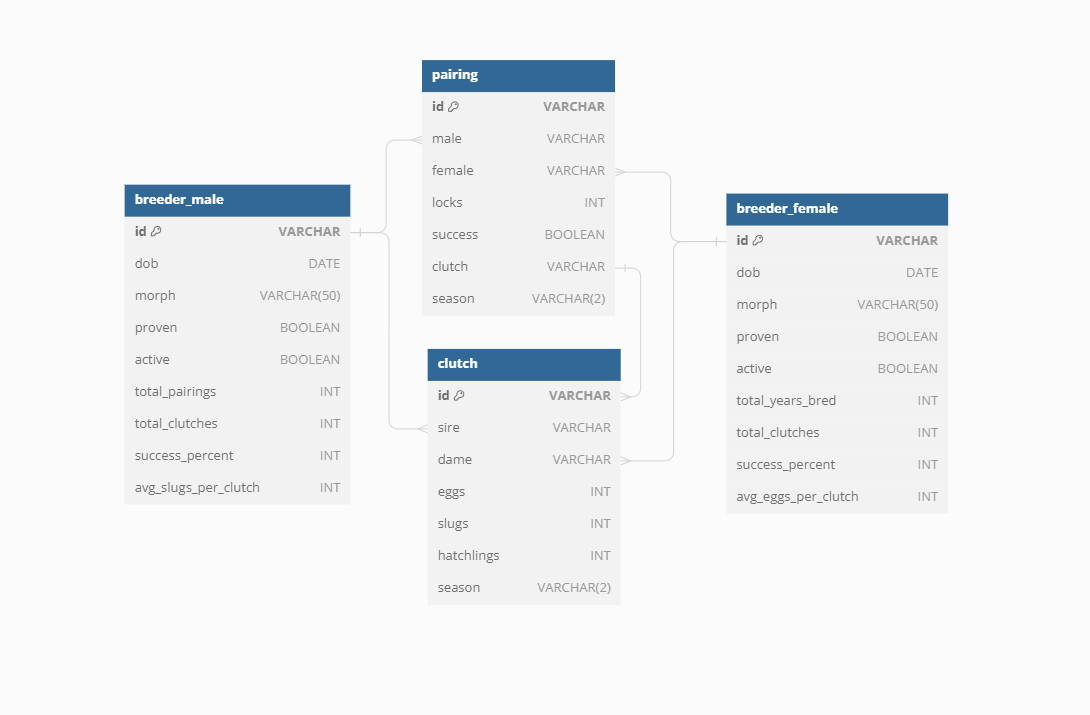 pairing
id VARCHAR
male VARCHAR
female VARCHAR
locks INT
success BOOLEAN
clutch VARCHAR
season VARCHAR(2)
breeder_male
id VARCHAR
dob DATE
morph VARCHAR(50)
proven BOOLEAN
active BOOLEAN
total_pairings INT
total_clutches INT
success_percent INT
avg_slugs_per_clutch INT
breeder_female
id VARCHAR
dob DATE
morph VARCHAR(50)
proven BOOLEAN
active BOOLEAN
total_years_bred INT
total_clutches INT
success_percent INT
avg_eggs_per_clutch INT
clutch
id VARCHAR
sire VARCHAR
dame VARCHAR
eggs INT
slugs INT
hatchlings INT
season VARCHAR(2)